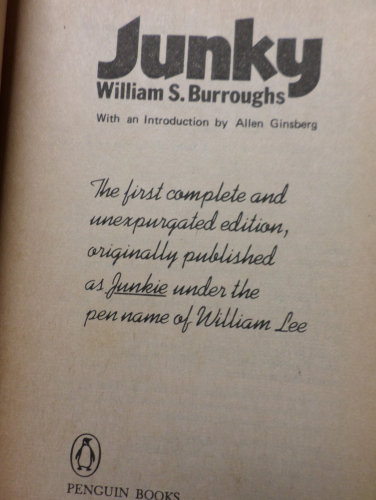 Junky
William S. Burroughs
With an Introduction by Allen Ginsberg
The first complete and
unexpurgated edition,
originally published
as Junkie under the
pen name of William Lee
PENGUIN BOOKS